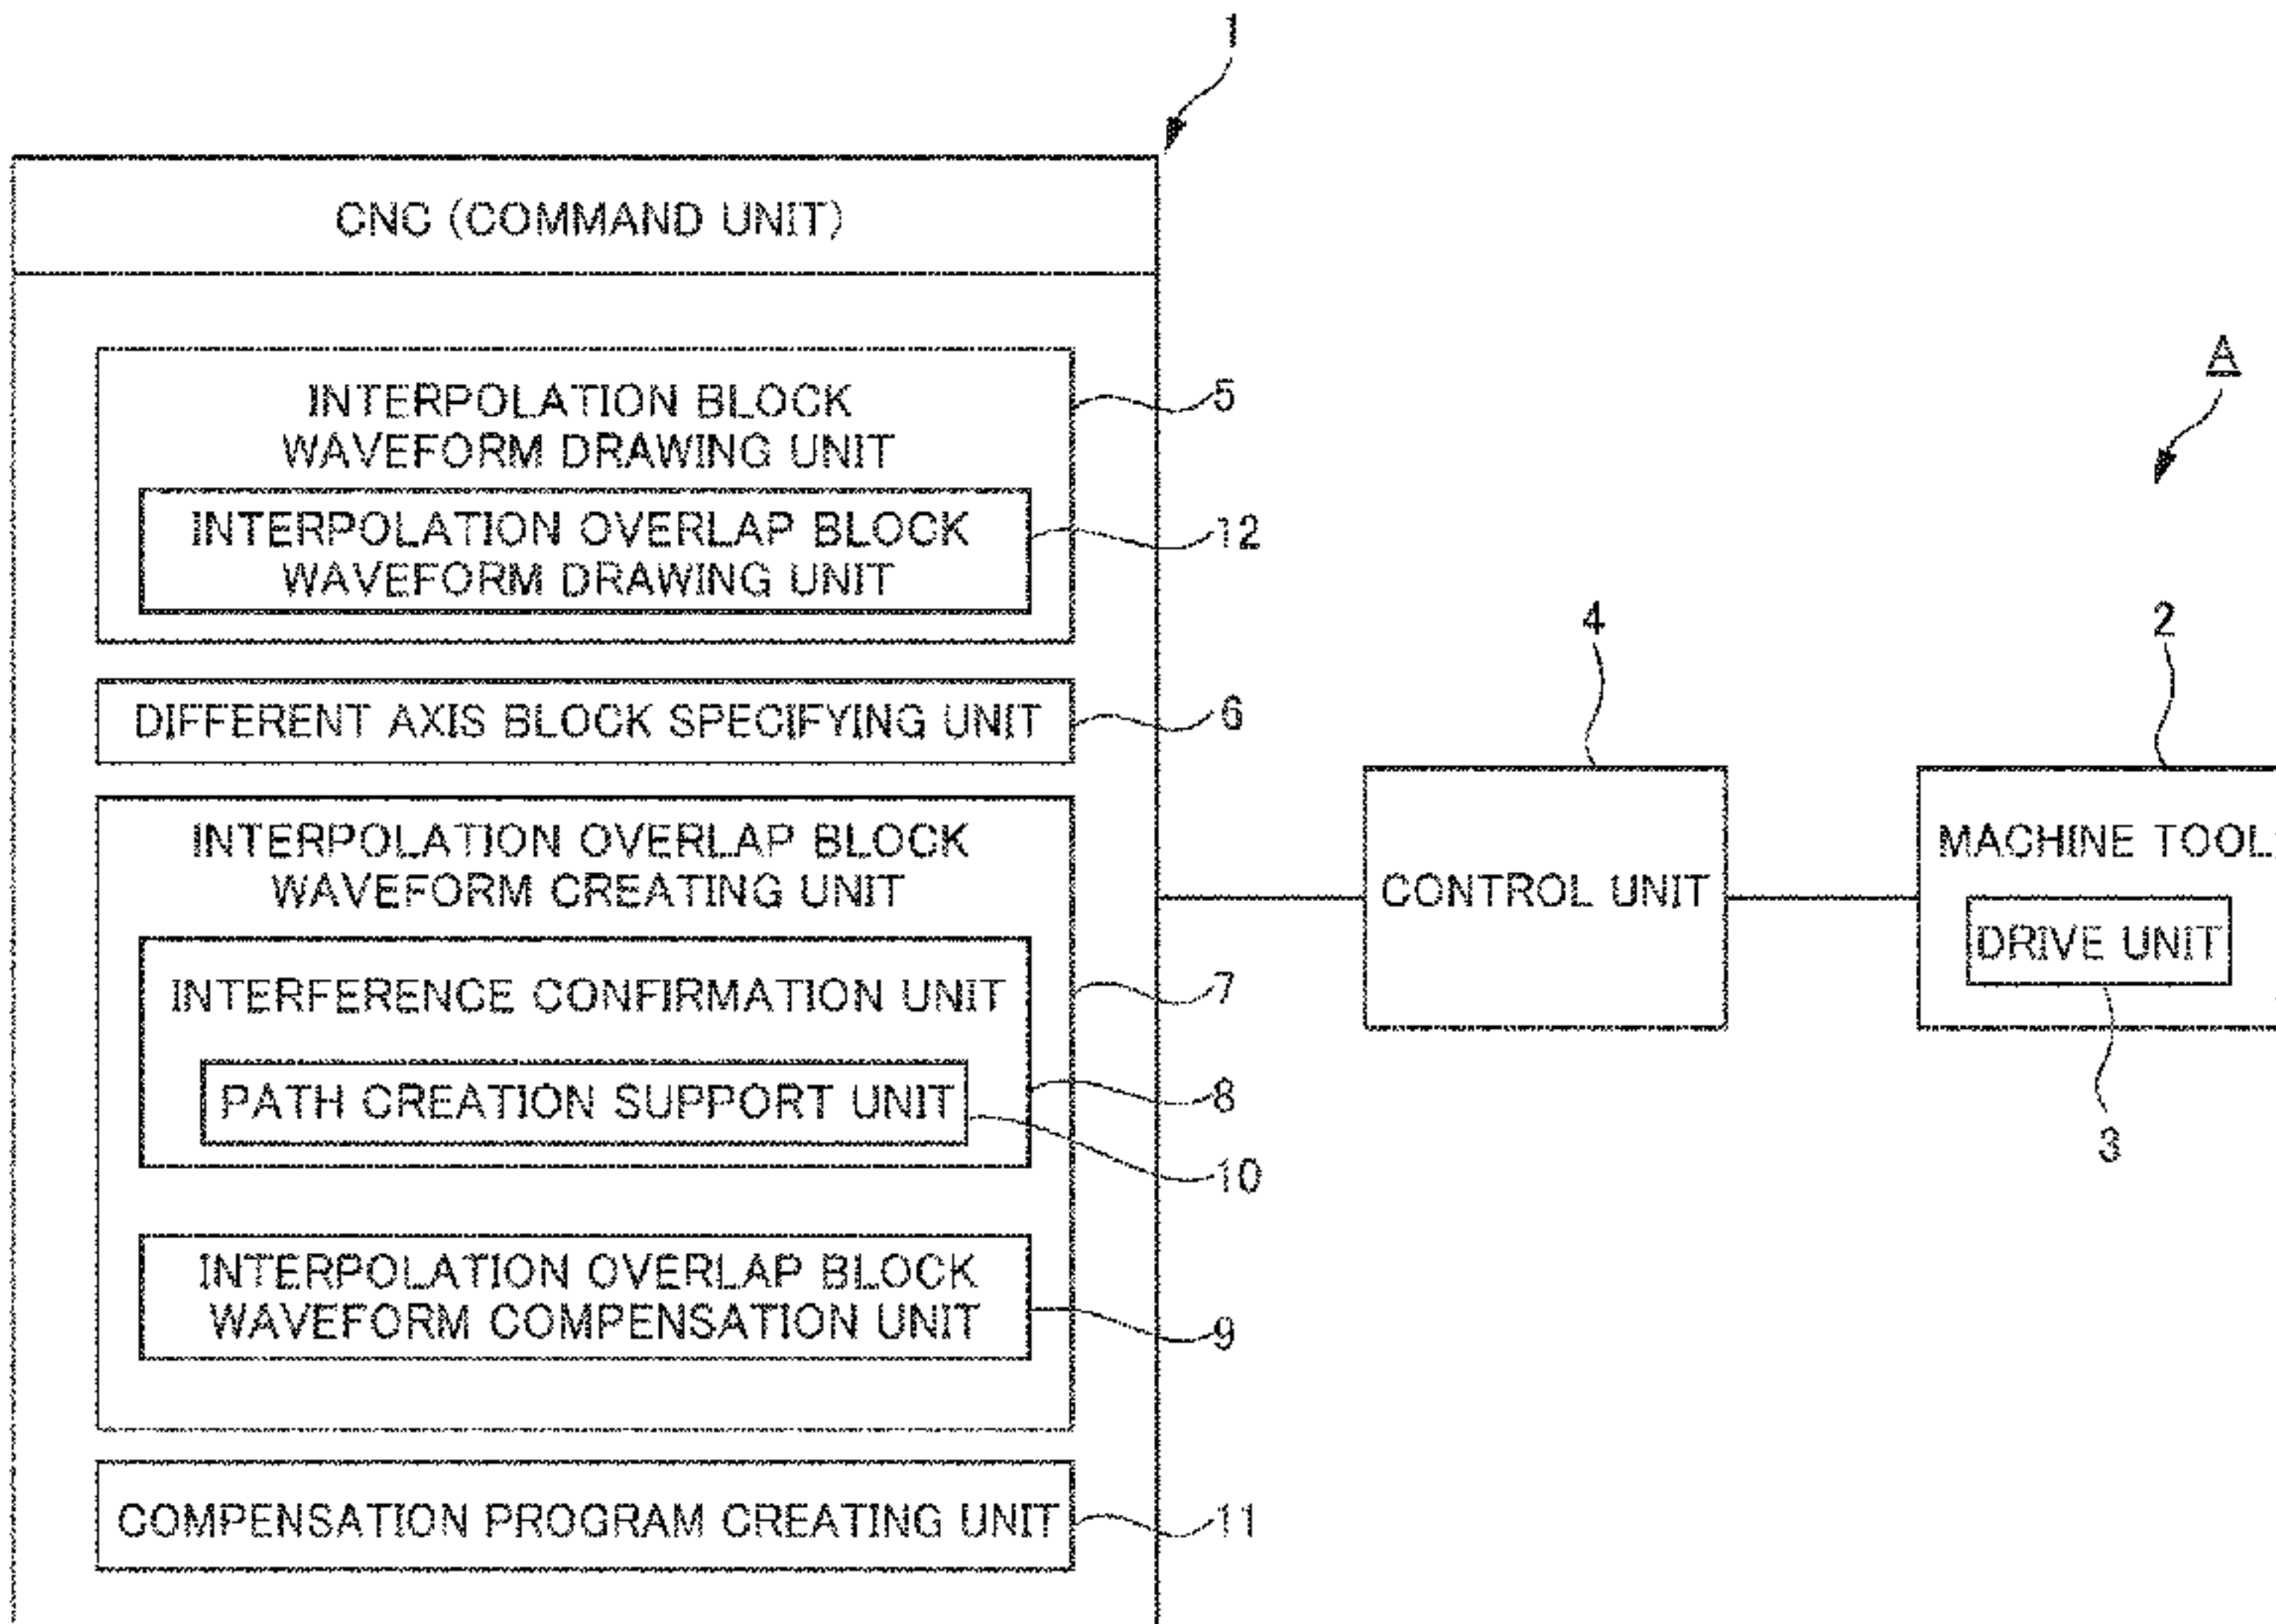 1
CNC (COMMAND UNIT)
A
INTERPOLATION BLOCK
WAVEFORM DRAWING UNIT
5
INTERPOLATION OVERLAP BLOCK
WAVEFORM DRAWING UNIT
12
DIFFERENT AXIS BLOCK SPECIFYING UNIT
6
INTERPOLATION OVERLAP BLOCK
WAVEFORM CREATING UNIT
7
INTERFERENCE CONFIRMATION UNIT
8
PATH CREATION SUPPORT UNIT
10
INTERPOLATION OVERLAP BLOCK
WAVEFORM COMPENSATION UNIT
9
COMPENSATION PROGRAM CREATING UNIT
11
4
CONTROL UNIT
2
MACHINE TOOL
DRIVE UNIT
3